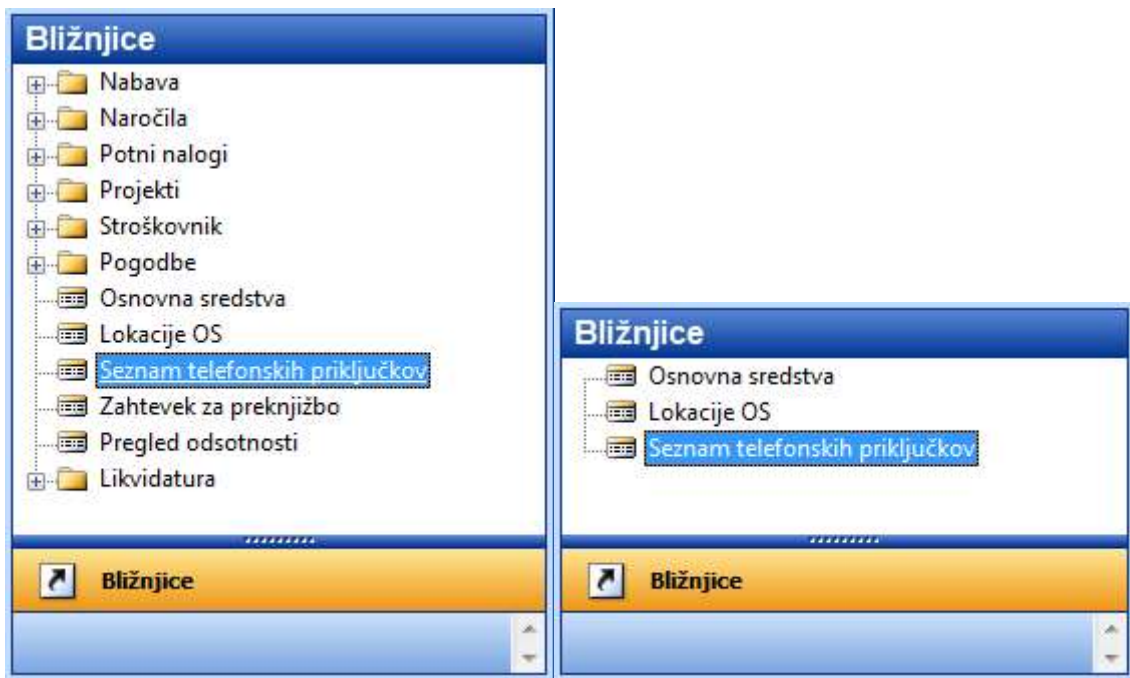 Bližnjice
Nabava
Naročila
Potni nalogi
Projekti
Stroškovnik
Pogodbe
Osnovna sredstva
Lokacije OS
Seznam telefonskih priključkov
Zahtevek za preknjižbo
Pregled odsotnosti
Likvidatura
Bližnjice
Bližnjice
Osnovna sredstva
Lokacije OS
Seznam telefonskih priključkov
Bližnjice